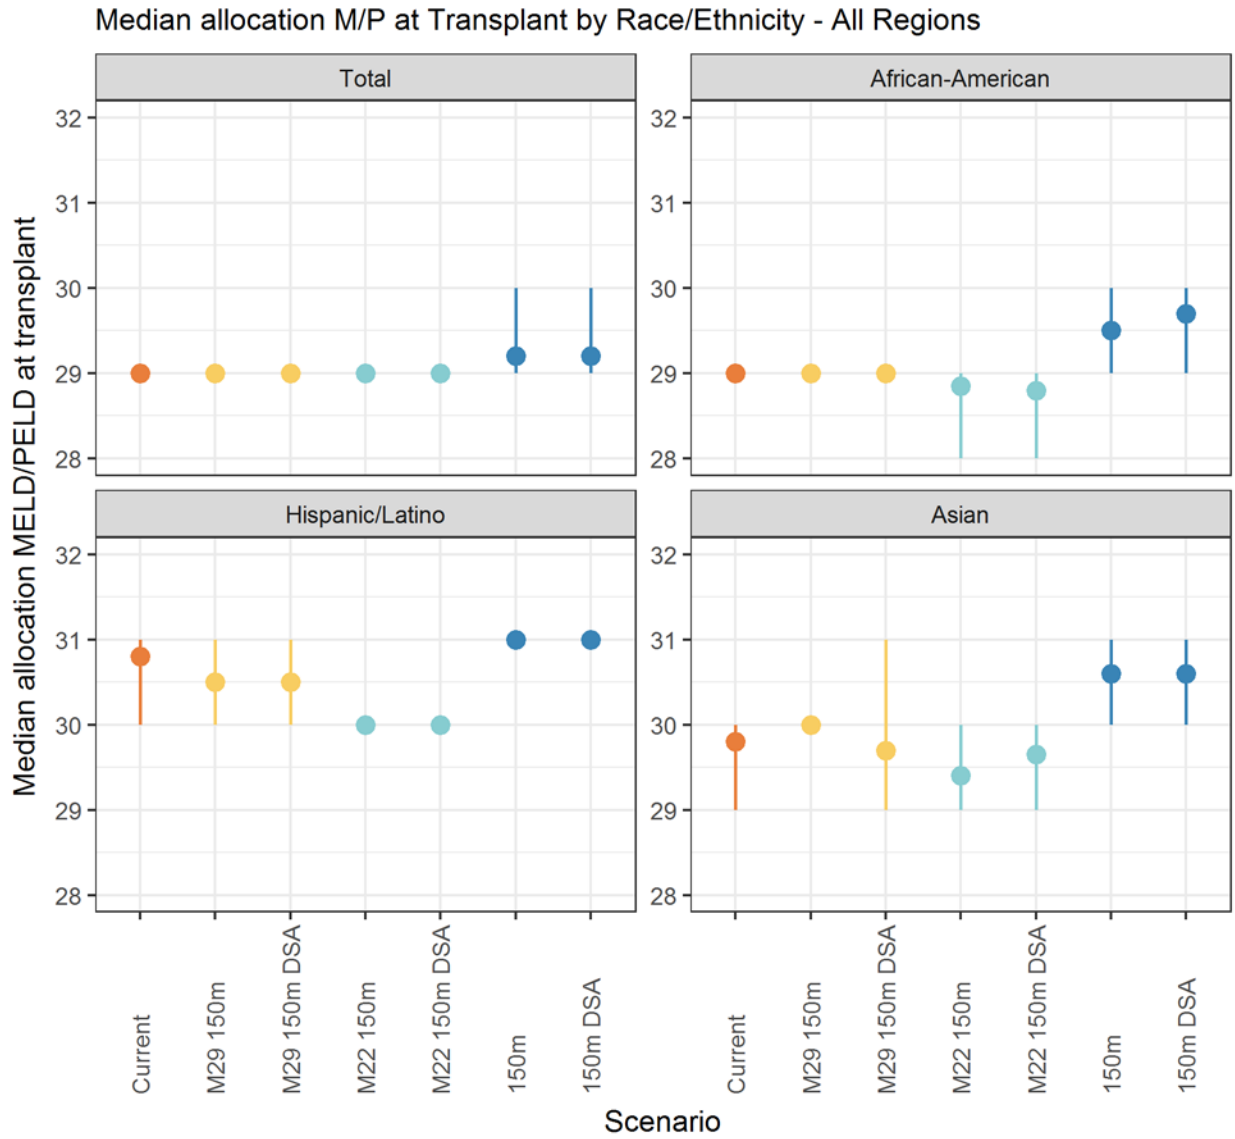 Median allocation M/P at Transplant by Race/Ethnicity - All Regions
Total
African-American
32
31
30
29
28
32
31
30
29
28
Hispanic/Latino
Asian
32
31
30
29
28
32
31
30
29
28
Median allocation MELD/PELD at transplant
Current
M29 150m
M29 150m DSA
M22 150m
M22 150m DSA
150m
150m DSA
Current
M29 150m
M29 150m DSA
M22 150m
M22 150m DSA
150m
150m DSA
Scenario